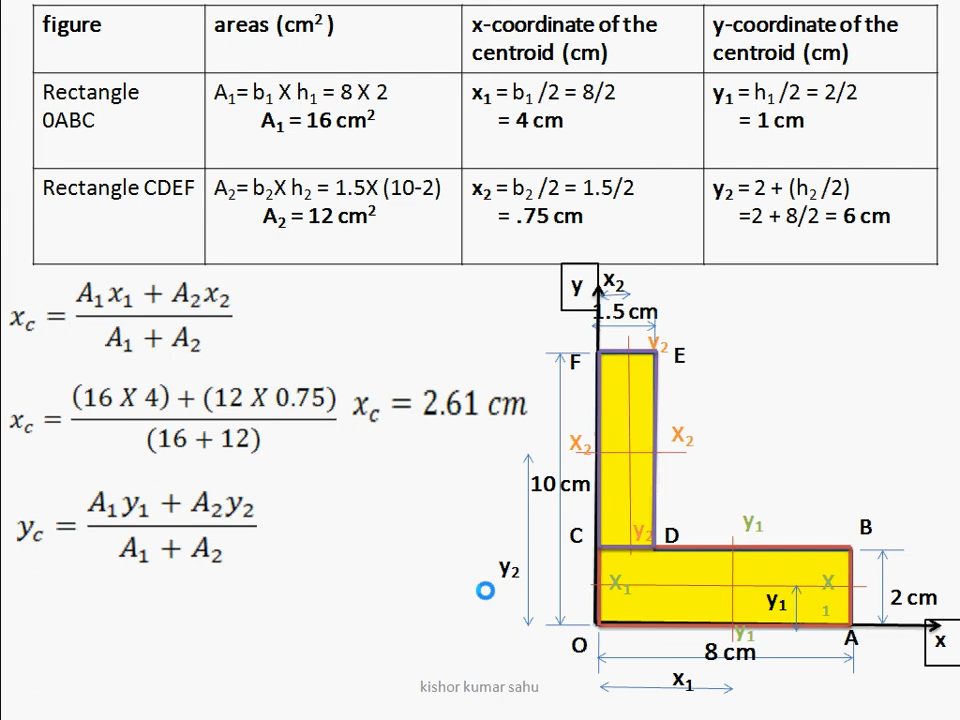 figure
areas (cm² )
x-coordinate of the
centroid (cm)
y-coordinate of the
centroid (cm)
Rectangle
0ABC
A₁= b₁ X h₁ = 8 X 2
A₁ = 16 cm²
x₁ = b₁ /2 = 8/2
= 4 cm
y₁ = h₁ /2 = 2/2
= 1 cm
Rectangle CDEF
A₂= b₂X h₂ = 1.5X (10-2)
A₂ = 12 cm²
x₂ = b₂ /2 = 1.5/2
= .75 cm
y₂ = 2 + (h₂ /2)
=2 + 8/2 = 6 cm
x_c = (A₁x₁ + A₂x₂) / (A₁ + A₂)
x_c = ((16 X 4) + (12 X 0.75)) / (16 + 12)
x_c = 2.61 cm
y_c = (A₁y₁ + A₂y₂) / (A₁ + A₂)
y
x₂
1.5 cm
y₂
F
E
X₂
X₂
10 cm
C
y₂
D
y₁
B
y₂
X₁
X
1
y₁
2 cm
O
y₁
A
x
8 cm
x₁
kishor kumar sahu